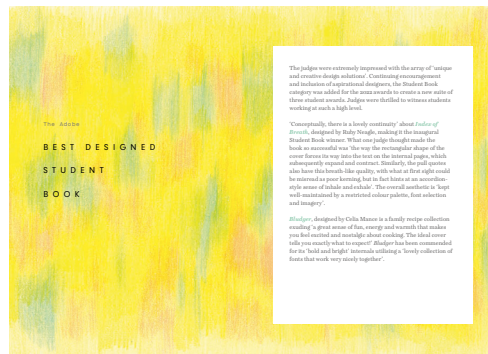 The Adobe
BEST DESIGNED
STUDENT
BOOK
The judges were extremely impressed with the array of 'unique
and creative design solutions'. Continuing encouragement
and inclusion of aspirational designers, the Student Book
category was added for the 2022 awards to create a new suite of
three student awards. Judges were thrilled to witness students
working at such a high level.
'Conceptually, there is a lovely continuity' about Index of
Breath, designed by Ruby Neagle, making it the inaugural
Student Book winner. What one judge thought made the
book so successful was 'the way the rectangular shape of the
cover forces its way into the text on the internal pages, which
subsequently expand and contract. Similarly, the pull quotes
also have this breath-like quality, with what at first sight could
be misread as poor kerning, but in fact hints at an accordion-
style sense of inhale and exhale'. The overall aesthetic is 'kept
well-maintained by a restricted colour palette, font selection
and imagery'.
Bludger, designed by Celia Mance is a family recipe collection
exuding 'a great sense of fun, energy and warmth that makes
you feel excited and nostalgic about cooking. The ideal cover
tells you exactly what to expect!' Bludger has been commended
for its 'bold and bright' internals utilising a 'lovely collection of
fonts that work very nicely together'.